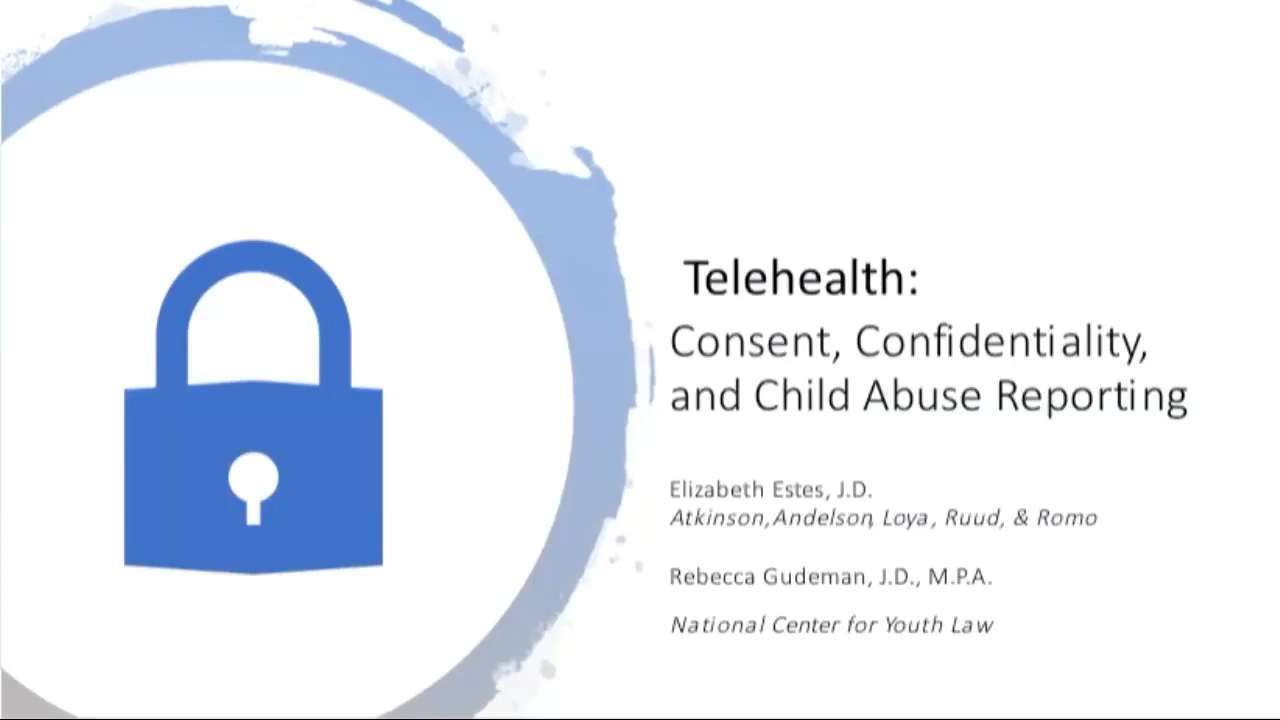 Telehealth:
Consent, Confidentiality,
and Child Abuse Reporting
Elizabeth Estes, J.D.
Atkinson, Andelson, Loya, Ruud, & Romo
Rebecca Gudeman, J.D., M.P.A.
National Center for Youth Law